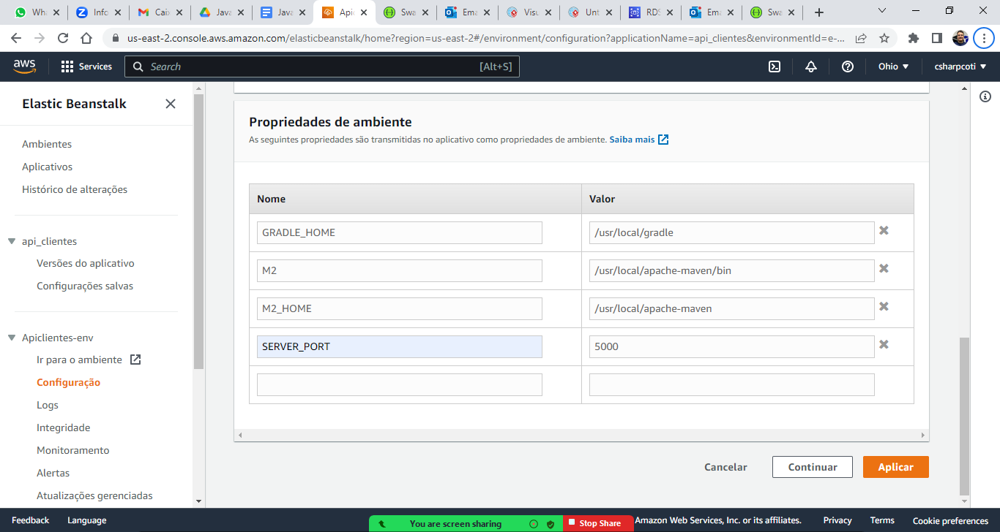 Wha
Info
Caix
Java
Java
Apic
Swa
Ema
Visu
Unt
RDS
Ema
Swa
us-east-2.console.aws.amazon.com/elasticbeanstalk/home?region=us-east-2#/environment/configuration?applicationName=api_clientes&environmentId=e-...
aws
Services
Search
[Alt+S]
Ohio
csharpcoti
Elastic Beanstalk
Ambientes
Aplicativos
Histórico de alterações
api_clientes
Versões do aplicativo
Configurações salvas
Apiclientes-env
Ir para o ambiente
Configuração
Logs
Integridade
Monitoramento
Alertas
Atualizações gerenciadas
Propriedades de ambiente
As seguintes propriedades são transmitidas no aplicativo como propriedades de ambiente. Saiba mais
Nome Valor
GRADLE_HOME /usr/local/gradle
M2 /usr/local/apache-maven/bin
M2_HOME /usr/local/apache-maven
SERVER_PORT 5000
Cancelar Continuar Aplicar
Feedback Language
You are screen sharing
Stop Share
Amazon Web Services, Inc. or its affiliates.
Privacy Terms Cookie preferences